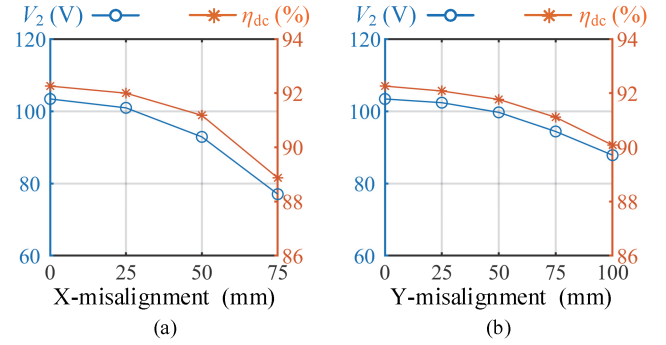 V2 (V) ηdc (%)
120 94
100 92
90
80
88
60 86
0 25 50 75
X-misalignment (mm)
(a)
V2 (V) ηdc (%)
120 94
100 92
90
80
88
60 86
0 25 50 75 100
Y-misalignment (mm)
(b)